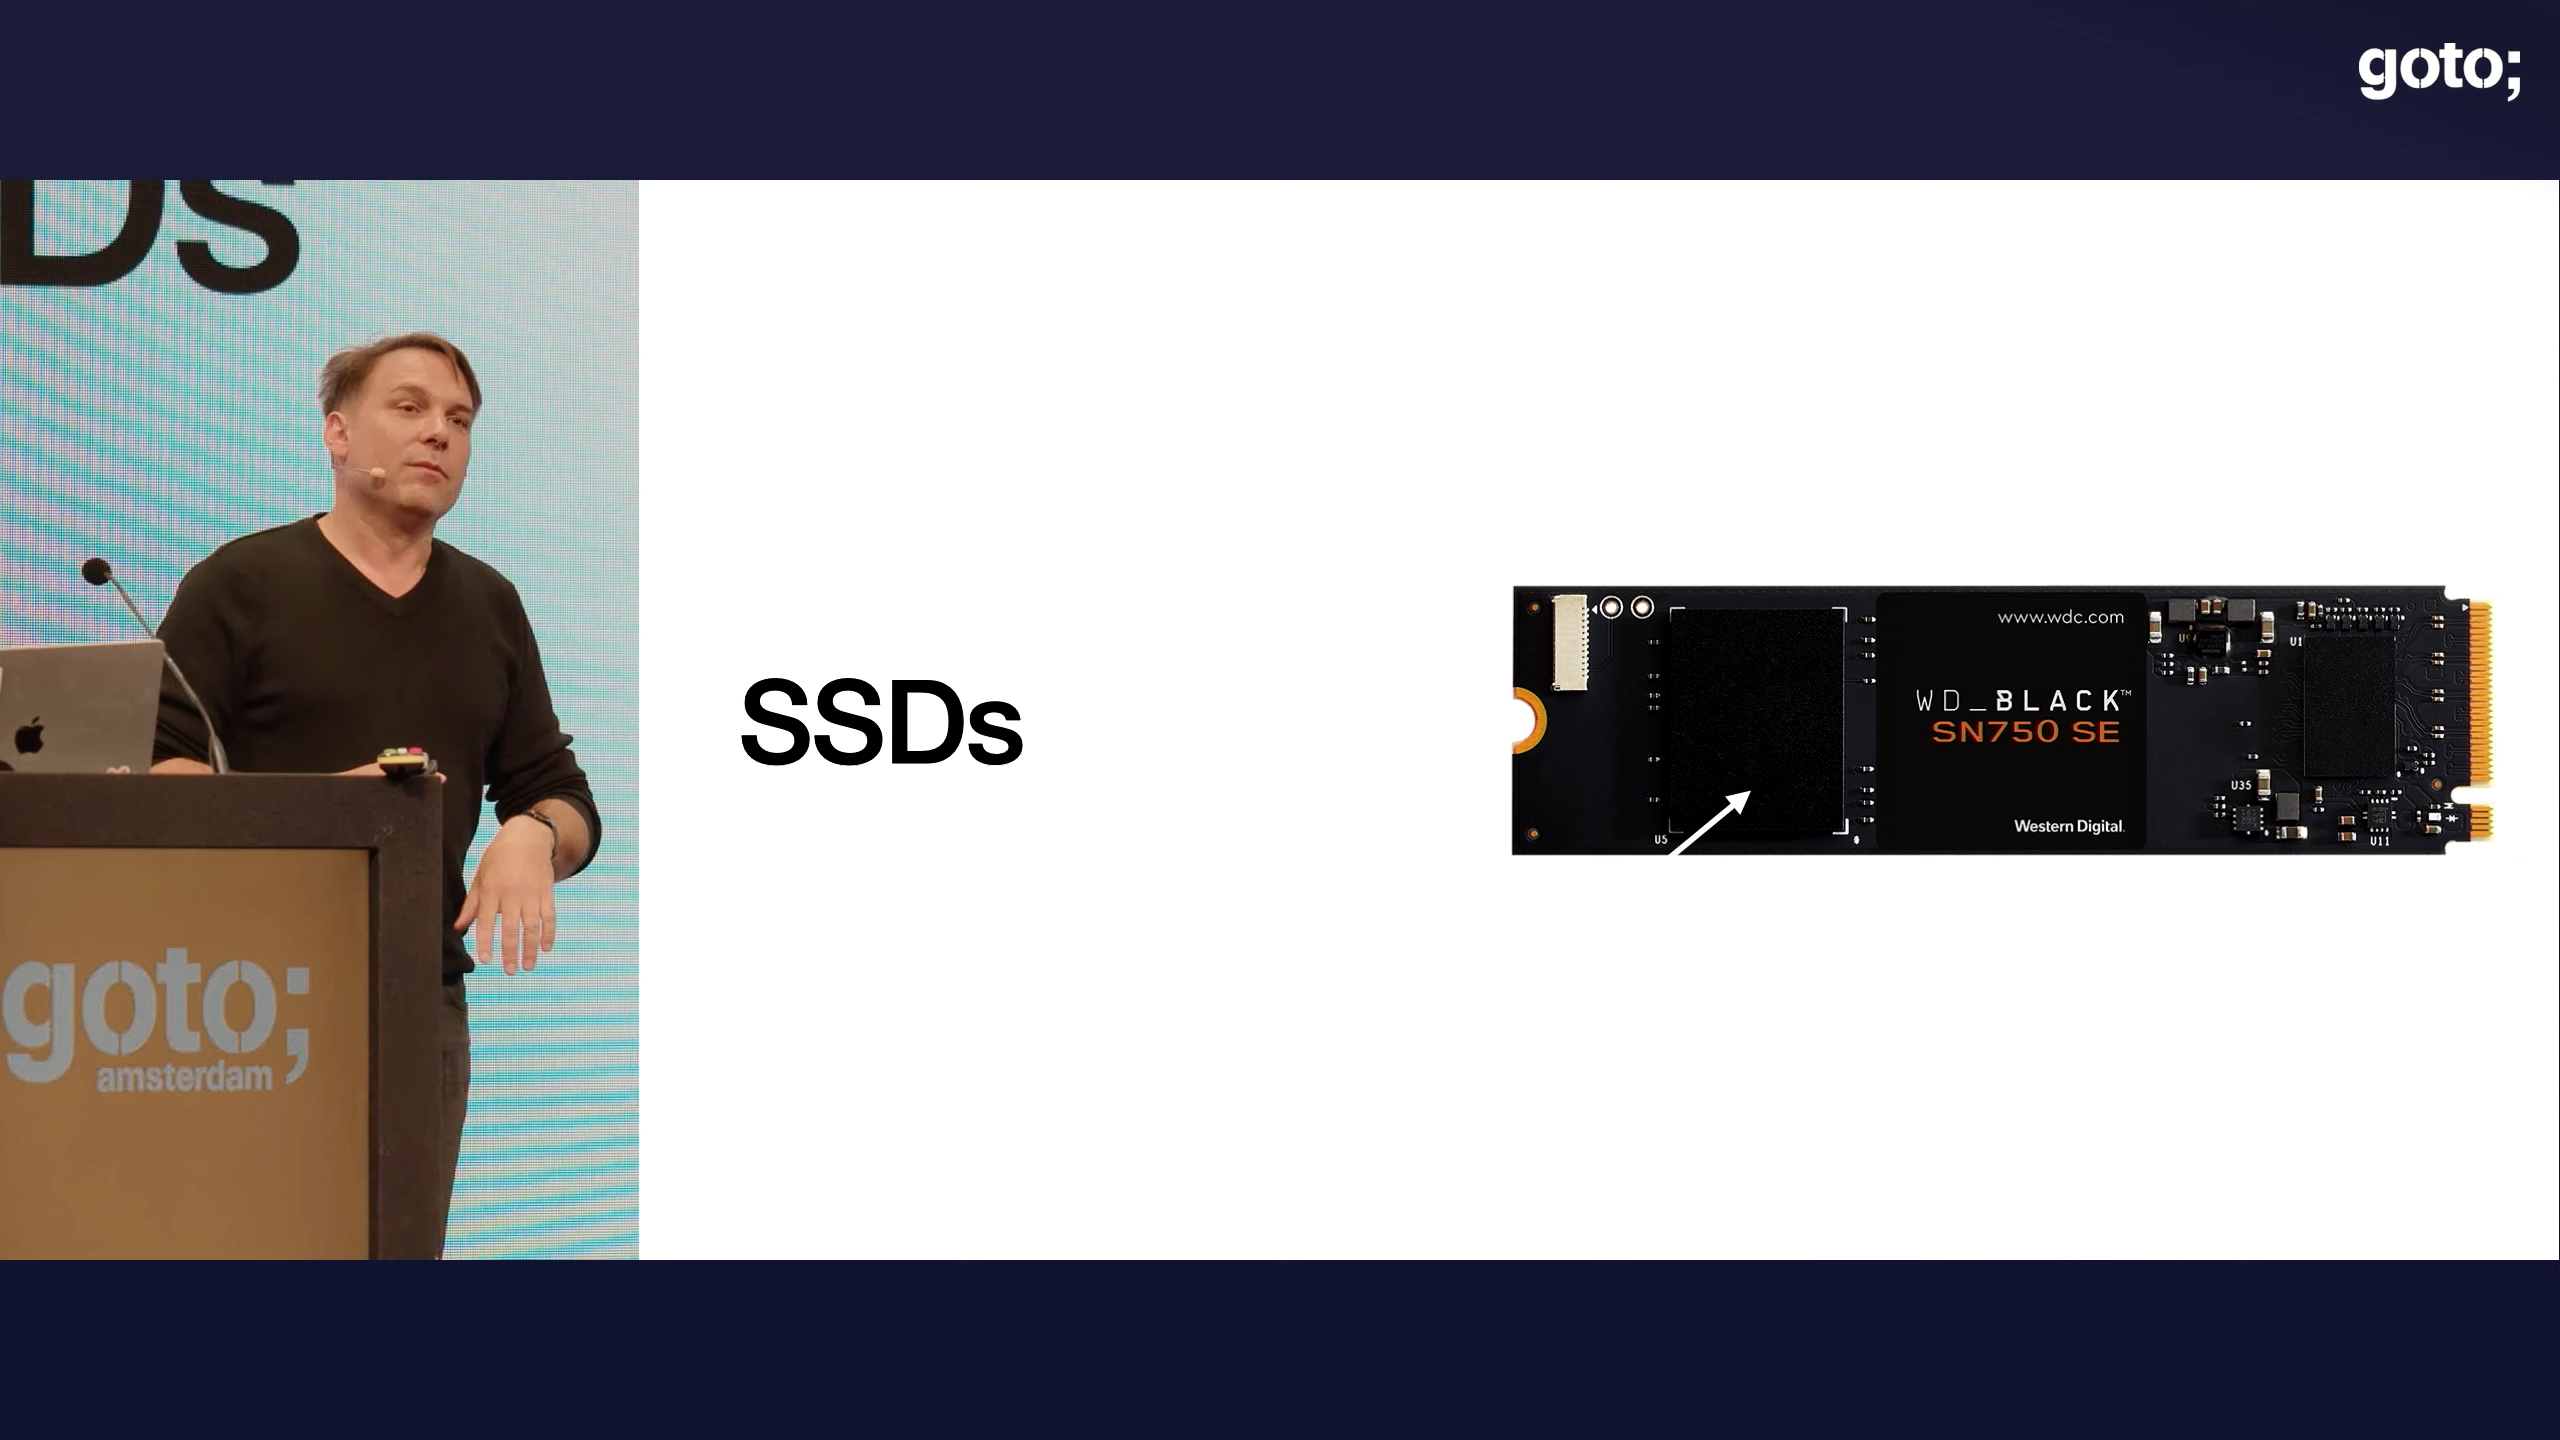 goto;
Ds
goto;
amsterdam
SSDs
www.wdc.com
WD_BLACK™
SN750 SE
Western Digital.
U5
U1
U35
U11